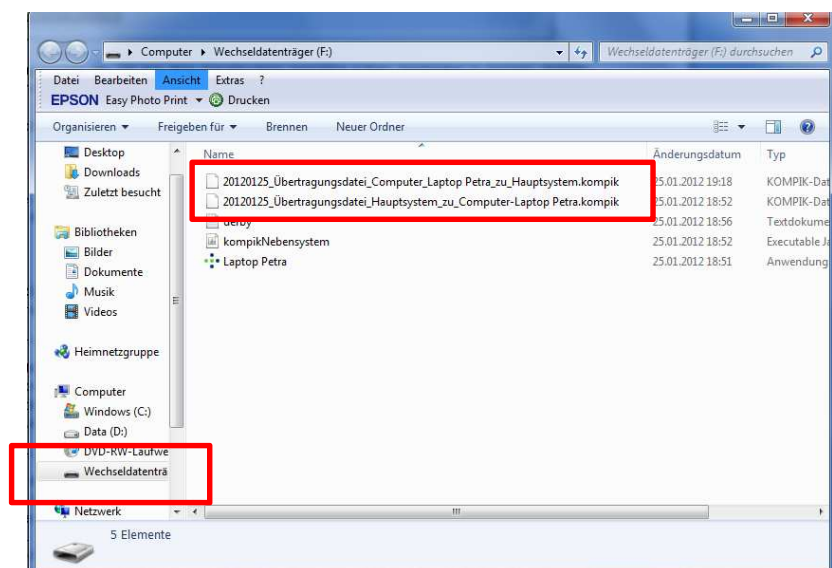 Computer ▸ Wechseldatenträger (F:)
Wechseldatenträger (F:) durchsuchen
Datei Bearbeiten Ansicht Extras ?
EPSON Easy Photo Print Drucken
Organisieren Freigeben für Brennen Neuer Ordner
Desktop
Downloads
Zuletzt besucht
Bibliotheken
Bilder
Dokumente
Musik
Videos
Heimnetzgruppe
Computer
Windows (C:)
Data (D:)
DVD-RW-Laufwe
Wechseldatenträ
Netzwerk
Name Änderungsdatum Typ
20120125_Übertragungsdatei_Computer_Laptop Petra_zu_Hauptsystem.kompik 25.01.2012 19:18 KOMPIK-Dat
20120125_Übertragungsdatei_Hauptsystem_zu_Computer-Laptop Petra.kompik 25.01.2012 18:52 KOMPIK-Dat
derby 25.01.2012 18:56 Textdokume
kompikNebensystem 25.01.2012 18:52 Executable Ja
Laptop Petra 25.01.2012 18:51 Anwendung
5 Elemente